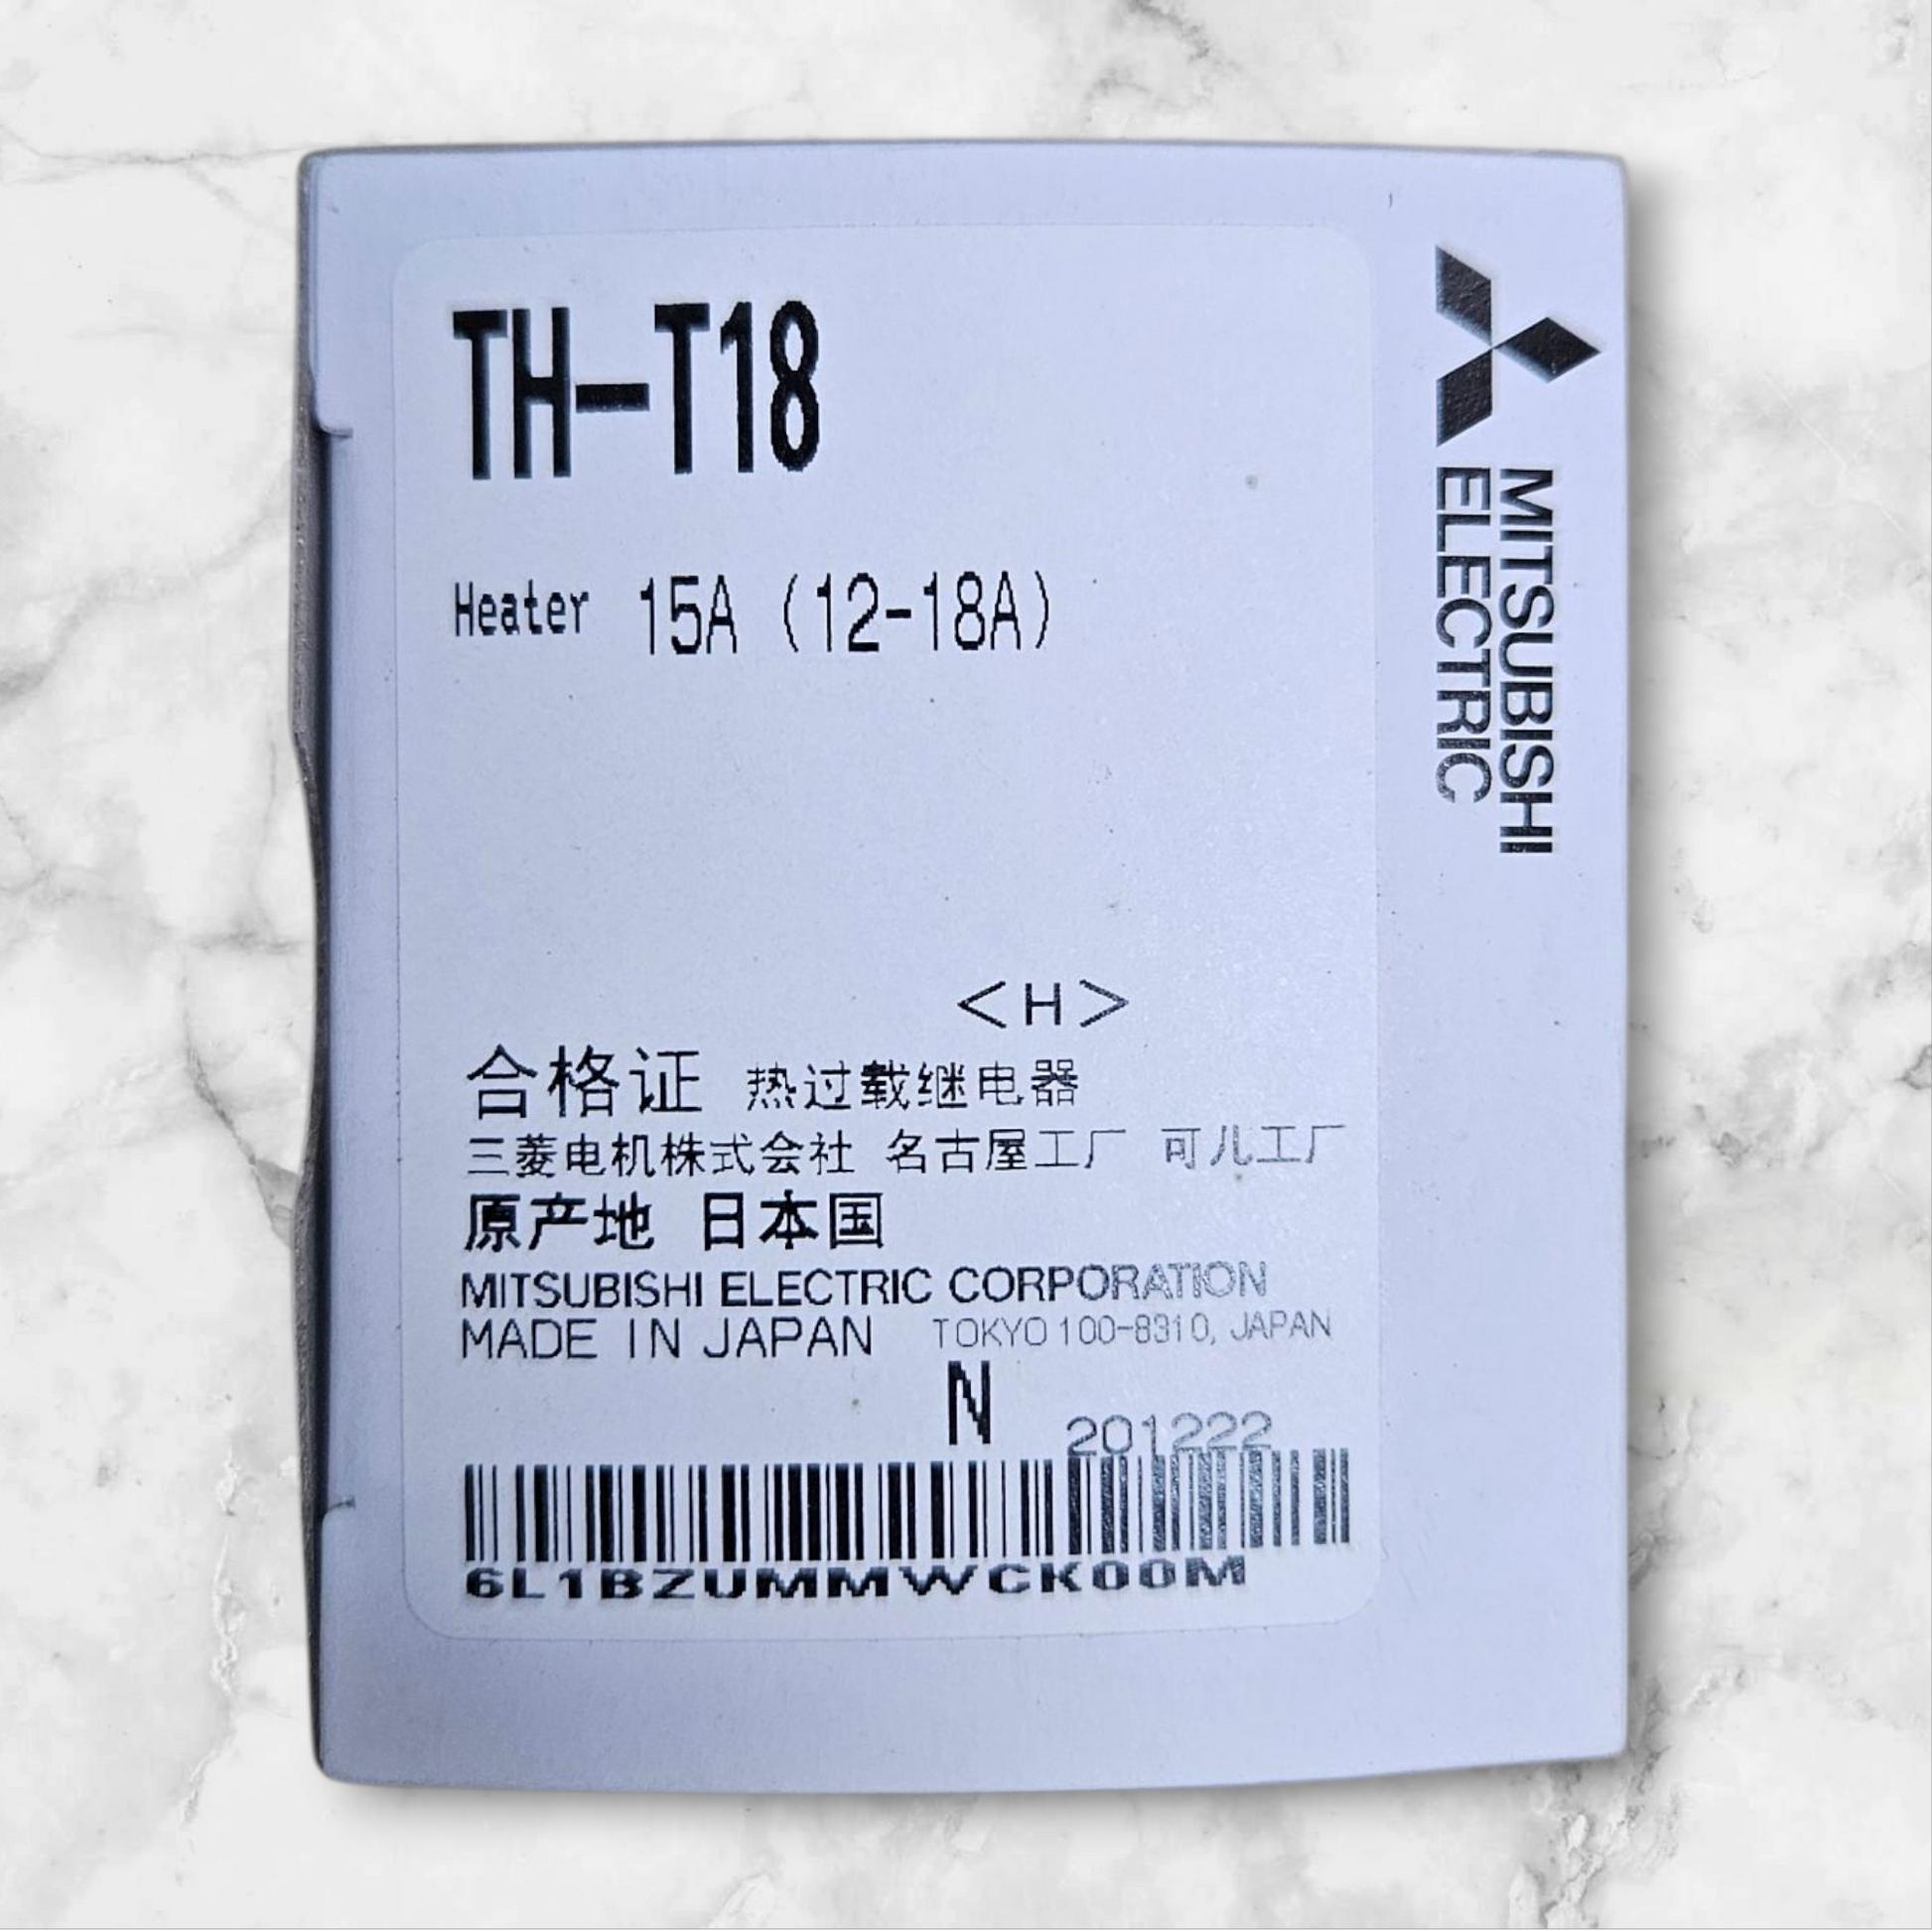 TH-T18
Heater 15A (12-18A)
<H>
合格证 热过载继电器
三菱电机株式会社 名古屋工厂 可儿工厂
原产地 日本国
MITSUBISHI ELECTRIC CORPORATION
MADE IN JAPAN TOKYO 100-8310, JAPAN
N 201222
6L1BZUMMWCK00M
MITSUBISHI
ELECTRIC